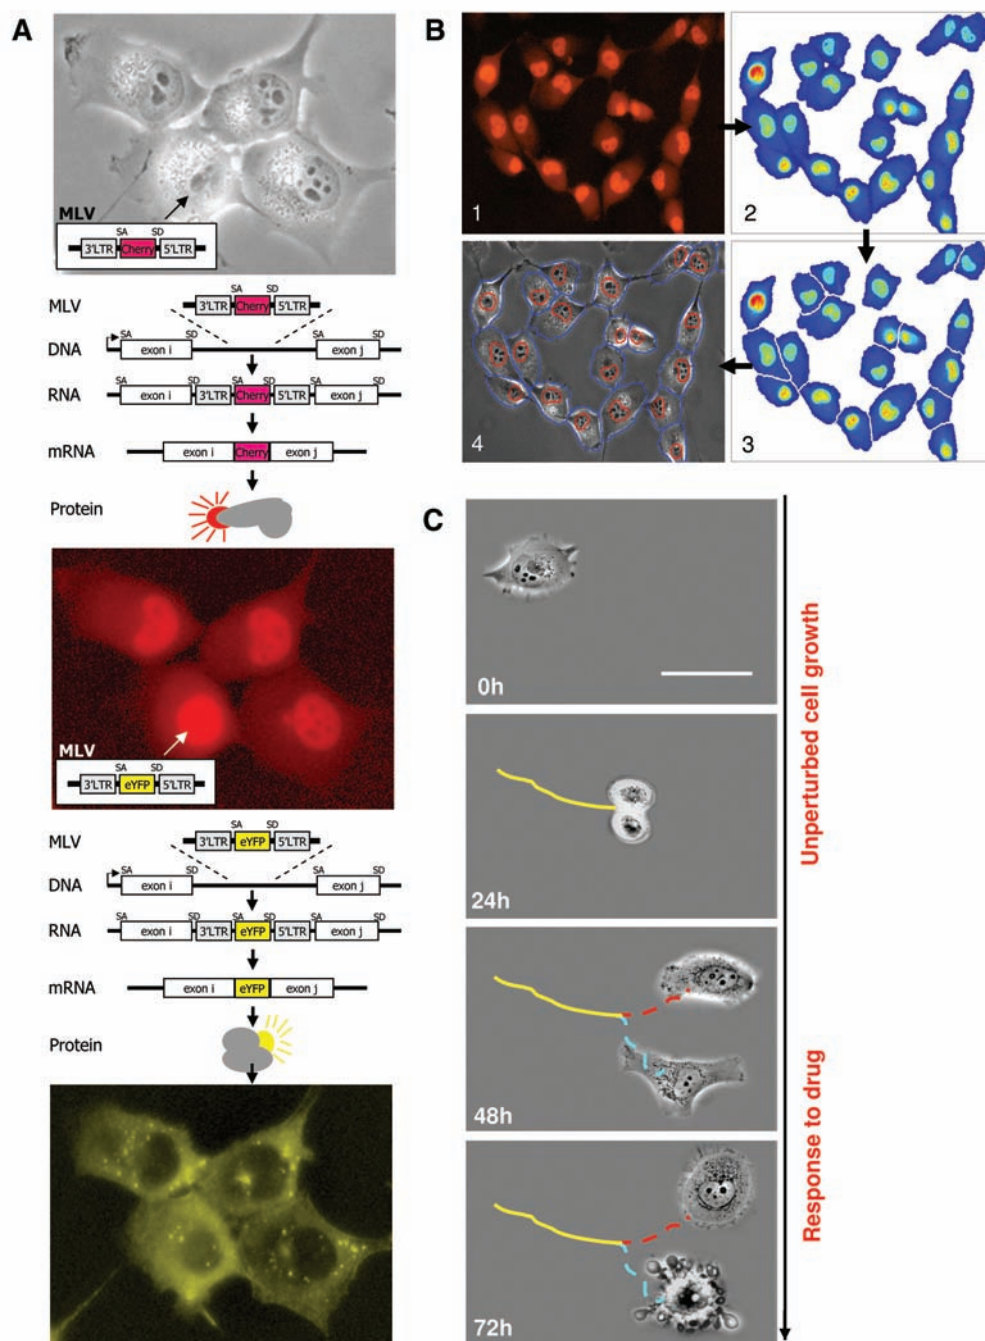 A
MLV
SA SD
3'LTR Cherry 5'LTR
SA SD
MLV 3'LTR Cherry 5'LTR
SA SD SA SD
DNA exon i exon j
SA SD SA SD SA SD
RNA exon i 3'LTR Cherry 5'LTR exon j
mRNA exon i Cherry exon j
Protein
MLV
SA SD
3'LTR eYFP 5'LTR
SA SD
MLV 3'LTR eYFP 5'LTR
SA SD SA SD
DNA exon i exon j
SA SD SA SD SA SD
RNA exon i 3'LTR eYFP 5'LTR exon j
mRNA exon i eYFP exon j
Protein
B
1
2
4
3
C
0h
24h
48h
72h
Unperturbed cell growth
Response to drug